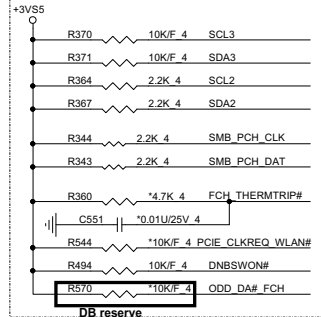 +3VS5
R370 10K/F_4 SCL3
R371 10K/F_4 SDA3
R364 2.2K_4 SCL2
R367 2.2K_4 SDA2
R344 2.2K_4 SMB_PCH_CLK
R343 2.2K_4 SMB_PCH_DAT
R360 *4.7K_4 FCH_THERMTRIP#
C551 *0.01U/25V_4
R544 *10K/F_4 PCIE_CLKREQ_WLAN#
R494 10K/F_4 DNBSWON#
R570 *10K/F_4 ODD_DA#_FCH
DB reserve